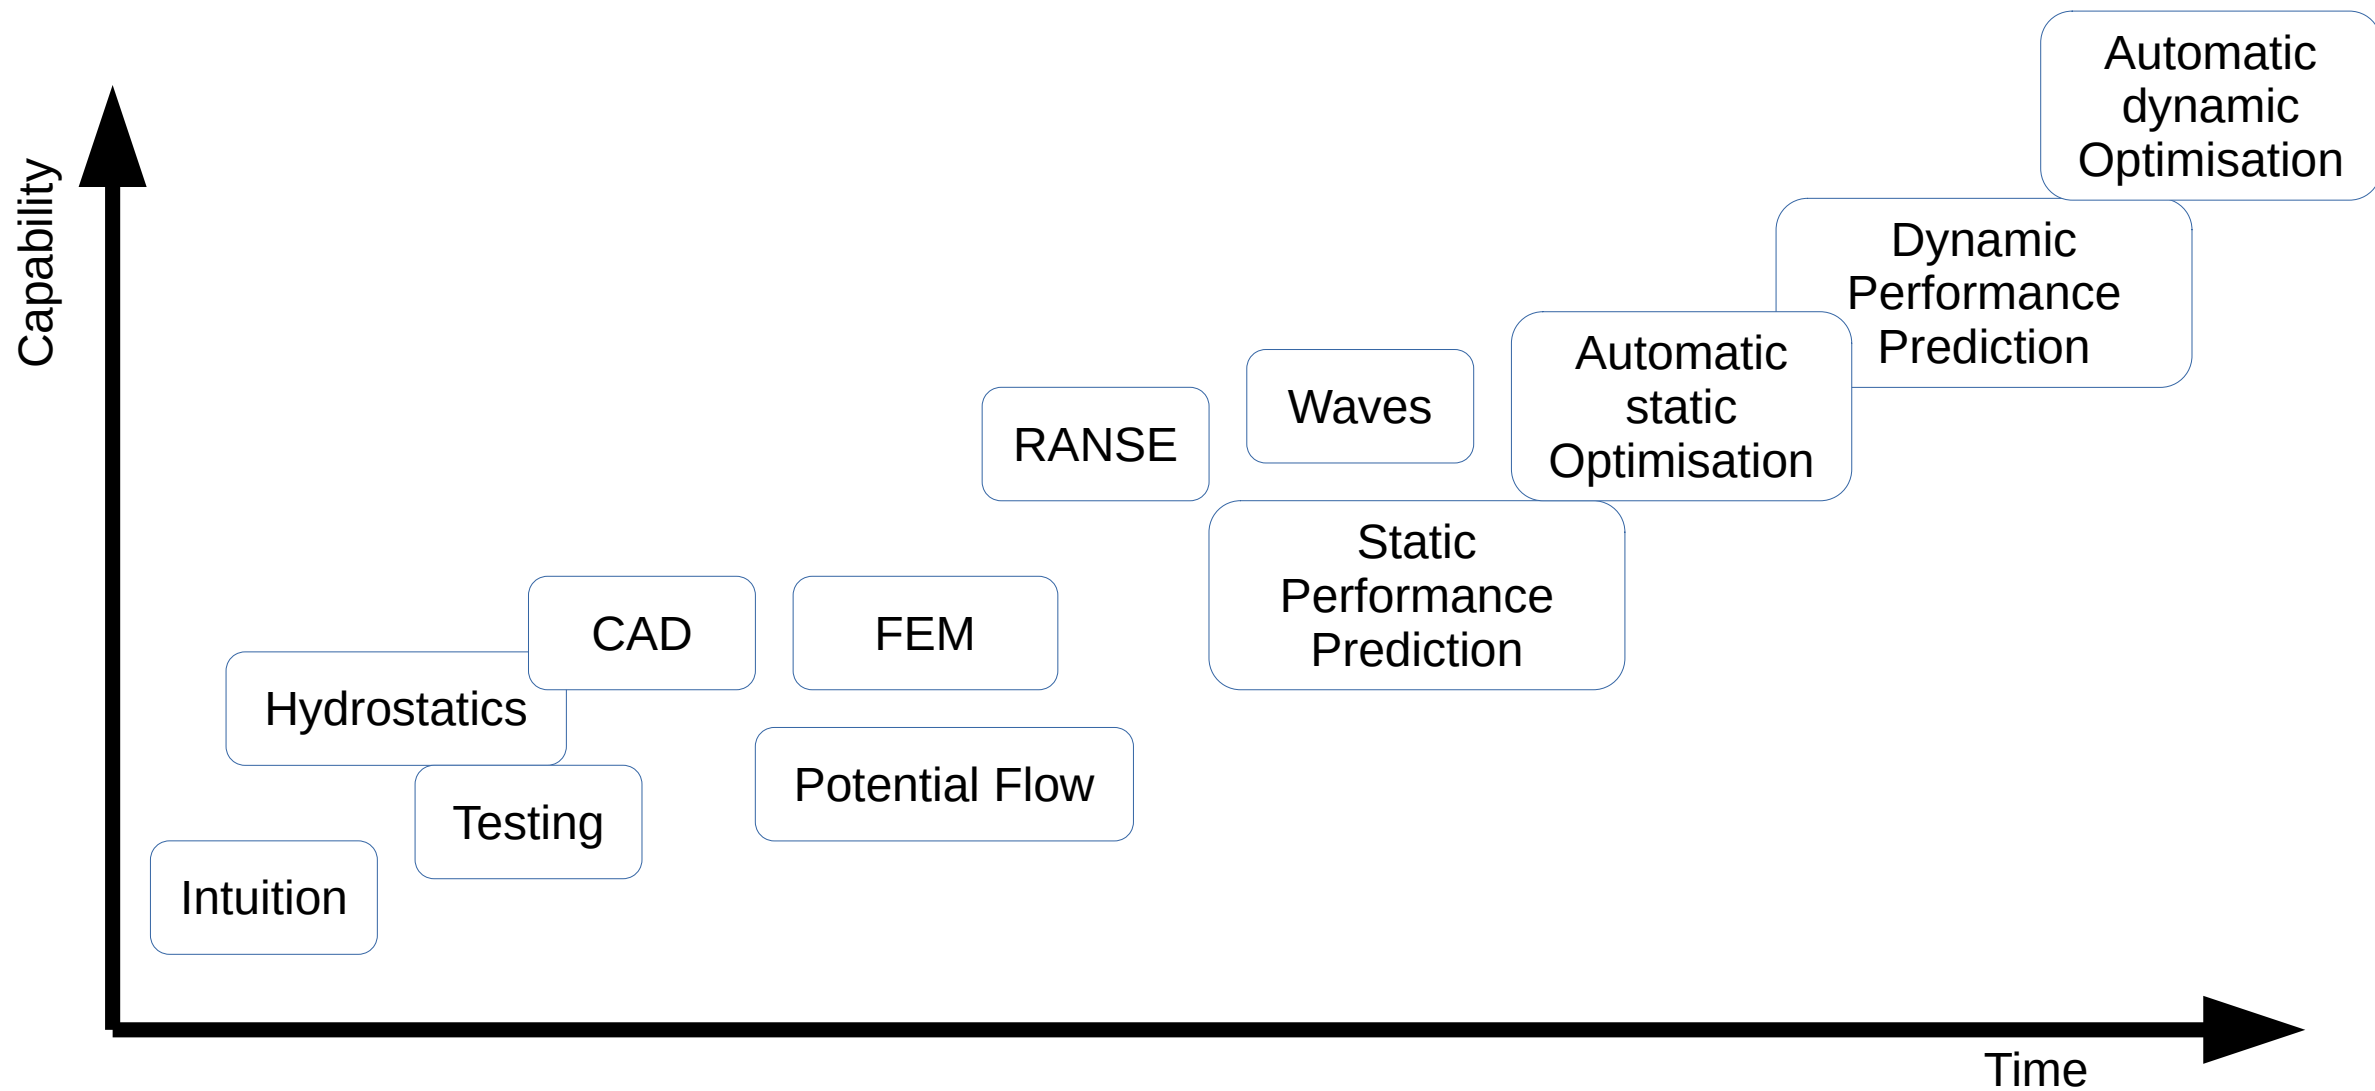 Automatic
dynamic
Optimisation
Capability
Dynamic
Performance
Prediction
Automatic
static
Optimisation
Waves
RANSE
Static
Performance
Prediction
CAD
FEM
Hydrostatics
Potential Flow
Testing
Intuition
Time